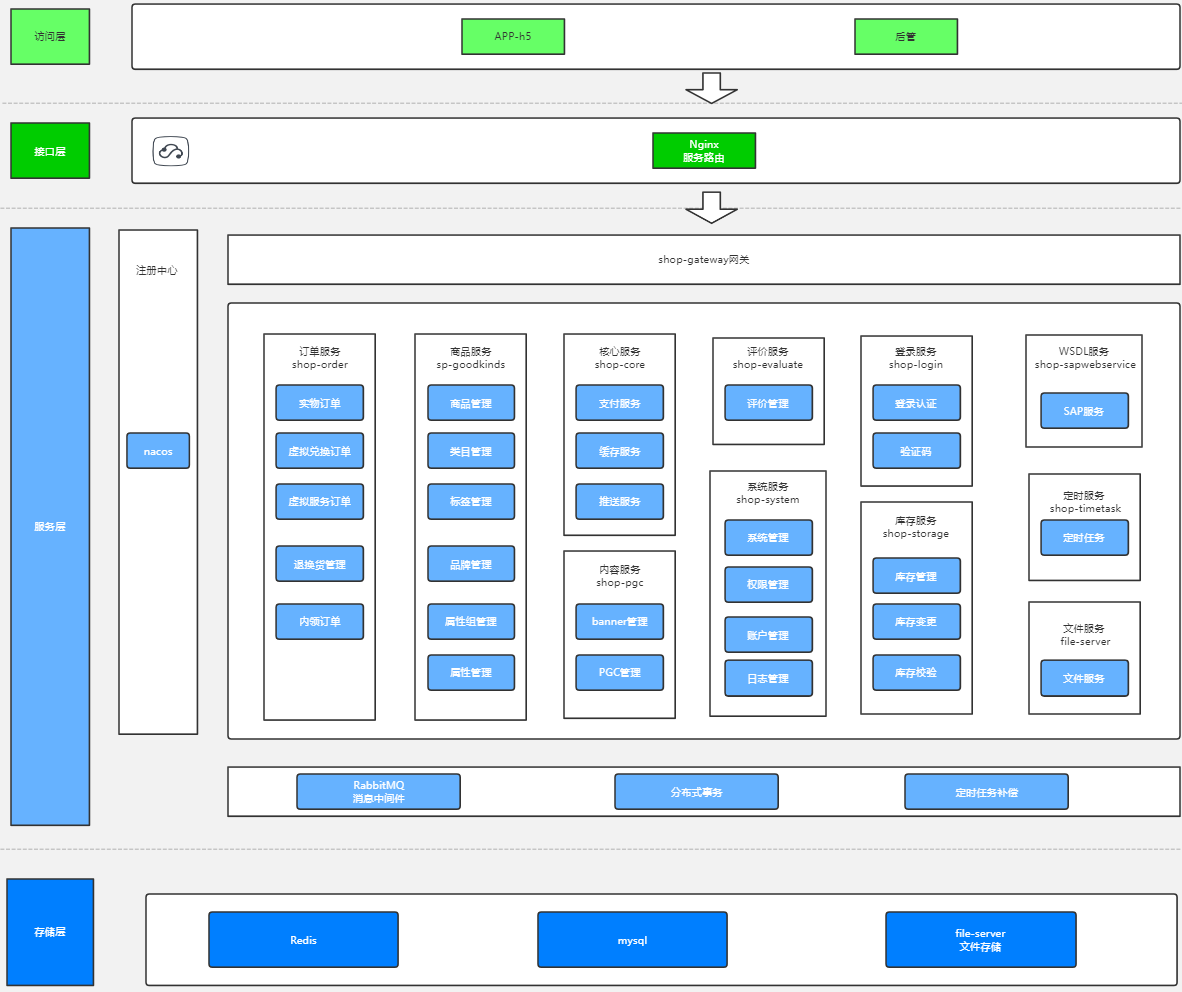 访问层
APP-h5
后管
接口层
Nginx
服务路由
服务层
注册中心
nacos
shop-gateway网关
订单服务
shop-order
实物订单
虚拟兑换订单
虚拟服务订单
退换货管理
内领订单
商品服务
sp-goodkinds
商品管理
类目管理
标签管理
品牌管理
属性组管理
属性管理
核心服务
shop-core
支付服务
缓存服务
推送服务
内容服务
shop-pgc
banner管理
PGC管理
评价服务
shop-evaluate
评价管理
系统服务
shop-system
系统管理
权限管理
账户管理
日志管理
登录服务
shop-login
登录认证
验证码
库存服务
shop-storage
库存管理
库存变更
库存校验
WSDL服务
shop-sapwebservice
SAP服务
定时服务
shop-timetask
定时任务
文件服务
file-server
文件服务
RabbitMQ
消息中间件
分布式事务
定时任务补偿
存储层
Redis
mysql
file-server
文件存储